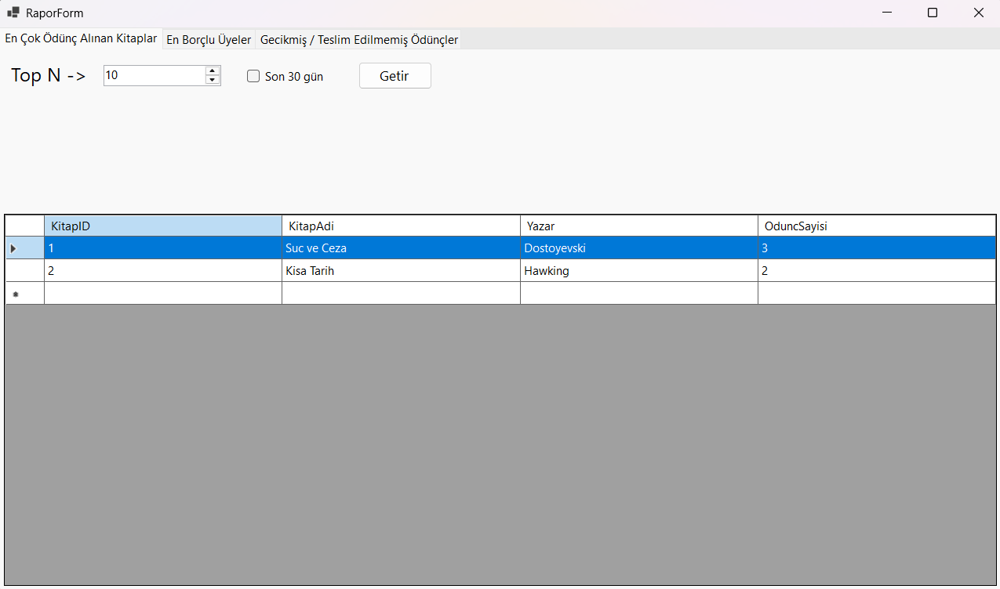 RaporForm
En Çok Ödünç Alınan Kitaplar En Borçlu Üyeler Gecikmiş / Teslim Edilmemiş Ödünçler
Top N -> 10 Son 30 gün Getir
KitapID KitapAdi Yazar OduncSayisi
1 Suc ve Ceza Dostoyevski 3
2 Kisa Tarih Hawking 2